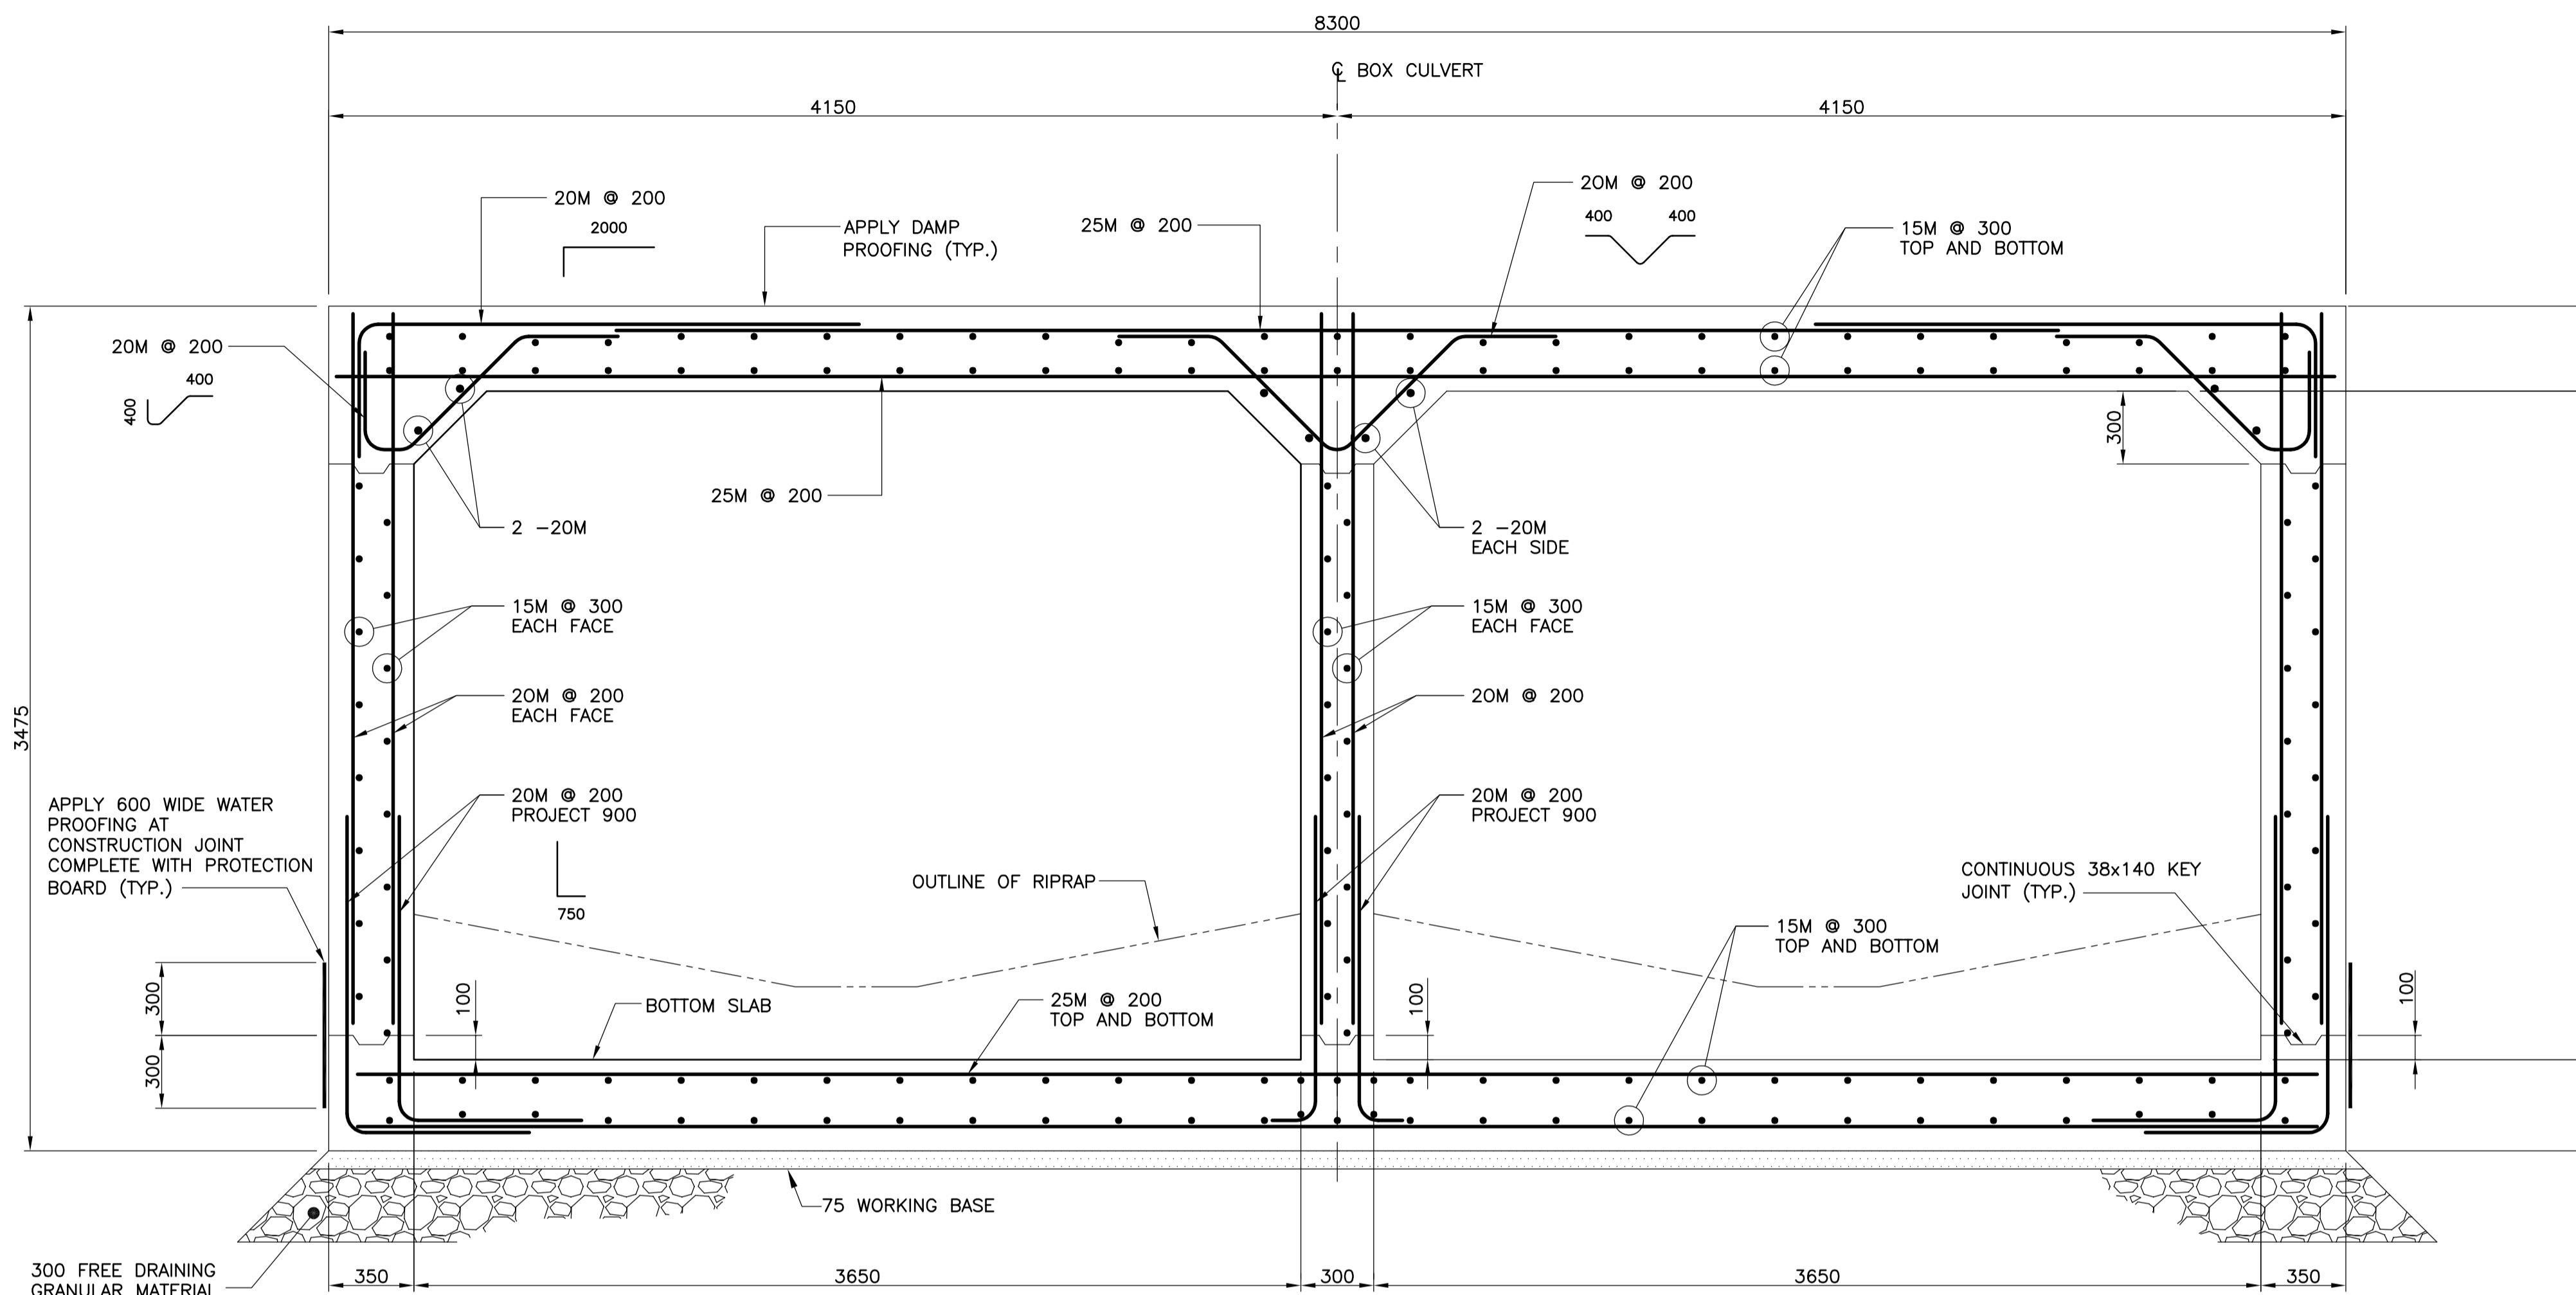 8300
℄ BOX CULVERT
4150
4150
20M @ 200
2000
APPLY DAMP
PROOFING (TYP.)
25M @ 200
20M @ 200
400
400
15M @ 300
TOP AND BOTTOM
20M @ 200
400
400
300
25M @ 200
2 -20M
2 -20M
EACH SIDE
15M @ 300
EACH FACE
15M @ 300
EACH FACE
20M @ 200
EACH FACE
20M @ 200
3475
APPLY 600 WIDE WATER
PROOFING AT
CONSTRUCTION JOINT
COMPLETE WITH PROTECTION
BOARD (TYP.)
20M @ 200
PROJECT 900
750
20M @ 200
PROJECT 900
OUTLINE OF RIPRAP
CONTINUOUS 38x140 KEY
JOINT (TYP.)
15M @ 300
TOP AND BOTTOM
300
300
100
BOTTOM SLAB
25M @ 200
TOP AND BOTTOM
100
100
75 WORKING BASE
300 FREE DRAINING
GRANULAR MATERIAL
350
3650
300
3650
350